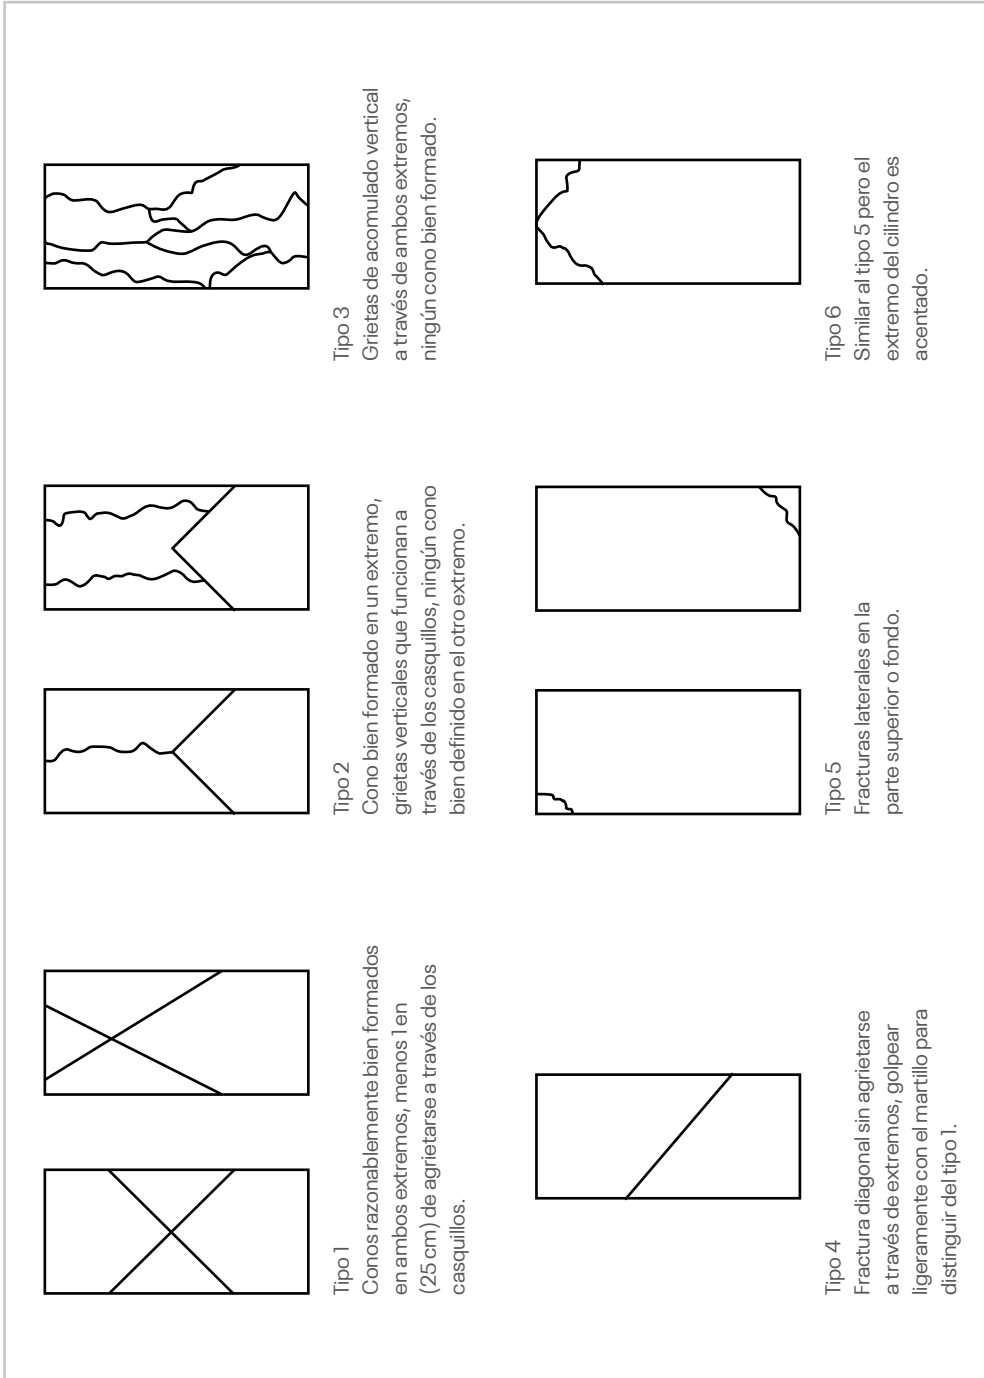 Tipo 1
Conos razonablemente bien formados
en ambos extremos, menos 1 en
(25 cm) de agrietarse a través de los
casquillos.
Tipo 2
Cono bien formado en un extremo,
grietas verticales que funcionan a
través de los casquillos, ningún cono
bien definido en el otro extremo.
Tipo 3
Grietas de acomulado vertical
a través de ambos extremos,
ningún cono bien formado.
Tipo 4
Fractura diagonal sin agrietarse
a través de extremos, golpear
ligeramente con el martillo para
distinguir del tipo 1.
Tipo 5
Fracturas laterales en la
parte superior o fondo.
Tipo 6
Similar al tipo 5 pero el
extremo del cilindro es
acentado.